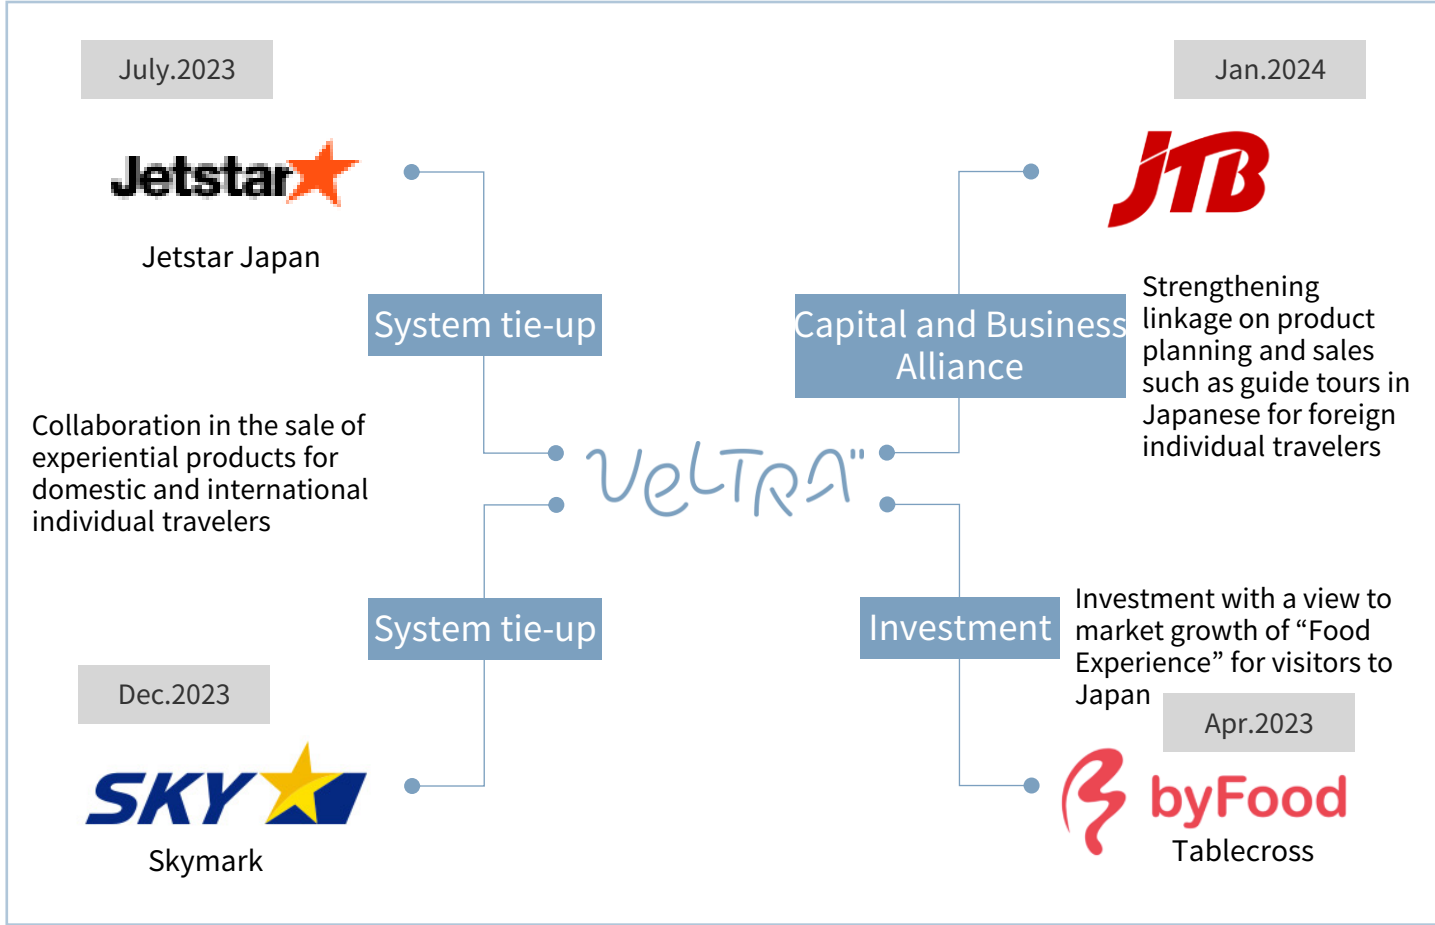 July.2023
Jetstar
Jetstar Japan
System tie-up
Collaboration in the sale of
experiential products for
domestic and international
individual travelers
System tie-up
Dec.2023
SKY
Skymark
VELTRA
Jan.2024
JTB
Capital and Business
Alliance
Strengthening
linkage on product
planning and sales
such as guide tours in
Japanese for foreign
individual travelers
Investment
Investment with a view to
market growth of “Food
Experience” for visitors to
Japan
Apr.2023
byFood
Tablecross